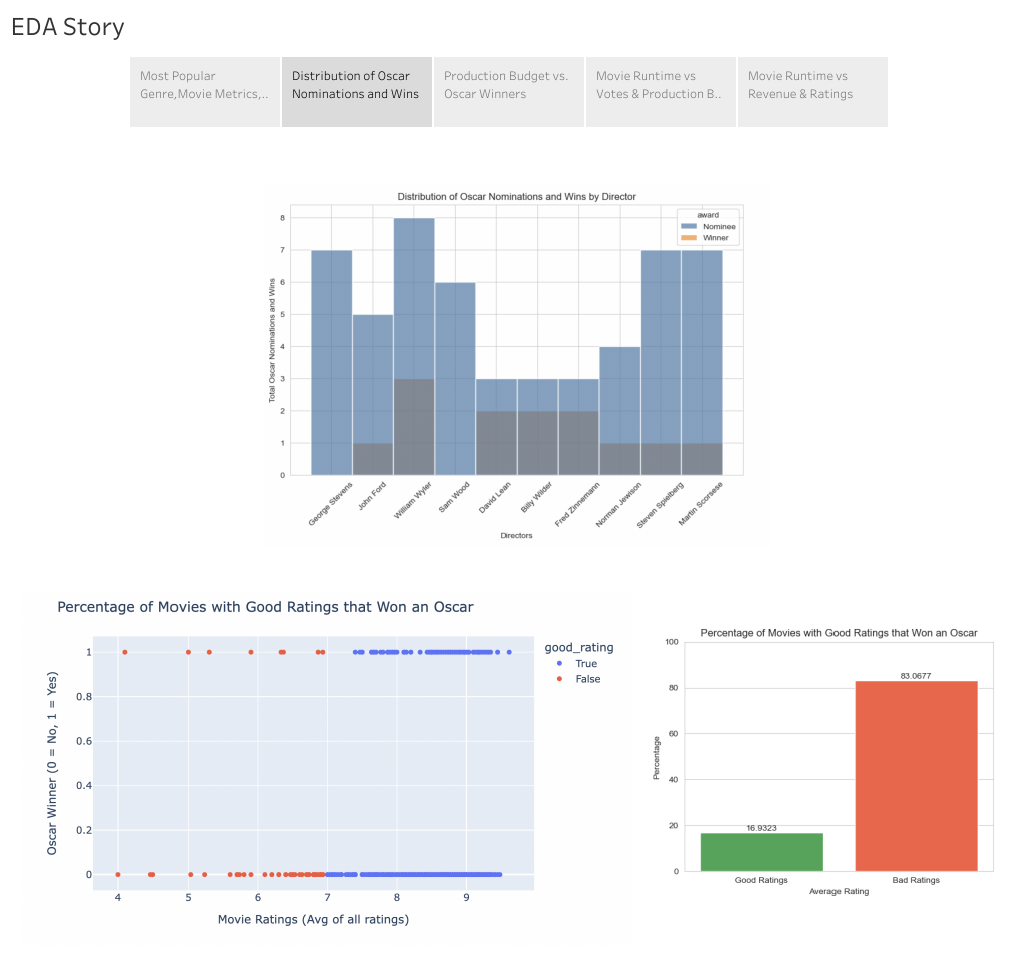 EDA Story
Most Popular
Genre,Movie Metrics,..
Distribution of Oscar
Nominations and Wins
Production Budget vs.
Oscar Winners
Movie Runtime vs
Votes & Production B..
Movie Runtime vs
Revenue & Ratings
Distribution of Oscar Nominations and Wins by Director
award
Nominee
Winner
Total Oscar Nominations and Wins
8
7
6
5
4
3
2
1
0
George Stevens
John Ford
William Wyler
Sam Wood
David Lean
Billy Wilder
Fred Zinnemann
Norman Jewison
Steven Spielberg
Martin Scorsese
Directors
Percentage of Movies with Good Ratings that Won an Oscar
good_rating
True
False
Oscar Winner (0 = No, 1 = Yes)
1
0.8
0.6
0.4
0.2
0
4
5
6
7
8
9
Movie Ratings (Avg of all ratings)
Percentage of Movies with Good Ratings that Won an Oscar
Percentage
100
80
60
40
20
0
16.9323
83.0677
Good Ratings
Bad Ratings
Average Rating